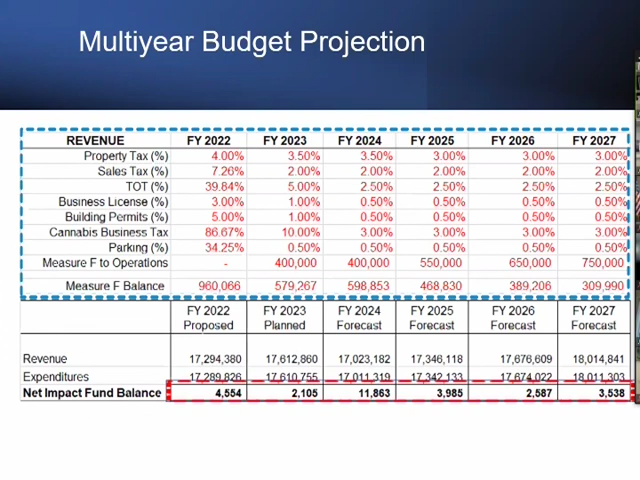 Multiyear Budget Projection
REVENUE FY 2022 FY 2023 FY 2024 FY 2025 FY 2026 FY 2027
Property Tax (%) 4.00% 3.50% 3.50% 3.00% 3.00% 3.00%
Sales Tax (%) 7.26% 2.00% 2.00% 2.00% 2.00% 2.00%
TOT (%) 39.84% 5.00% 2.50% 2.50% 2.50% 2.50%
Business License (%) 3.00% 1.00% 0.50% 0.50% 0.50% 0.50%
Building Permits (%) 5.00% 1.00% 0.50% 0.50% 0.50% 0.50%
Cannabis Business Tax 86.67% 10.00% 3.00% 3.00% 3.00% 3.00%
Parking (%) 34.25% 0.50% 0.50% 0.50% 0.50% 0.50%
Measure F to Operations - 400,000 400,000 550,000 650,000 750,000
Measure F Balance 960,066 579,267 598,853 468,830 389,206 309,990
FY 2022 FY 2023 FY 2024 FY 2025 FY 2026 FY 2027
Proposed Planned Forecast Forecast Forecast Forecast
Revenue 17,294,380 17,612,860 17,023,182 17,346,118 17,676,609 18,014,841
Expenditures 17,289,826 17,610,755 17,011,319 17,342,133 17,674,022 18,011,303
Net Impact Fund Balance 4,554 2,105 11,863 3,985 2,587 3,538